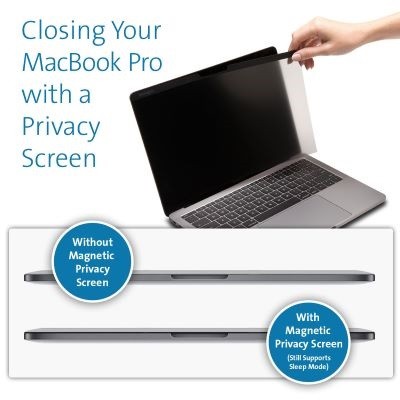 Closing Your
MacBook Pro
with a
Privacy
Screen
Without
Magnetic
Privacy
Screen
With
Magnetic
Privacy Screen
(Still Supports
Sleep Mode)